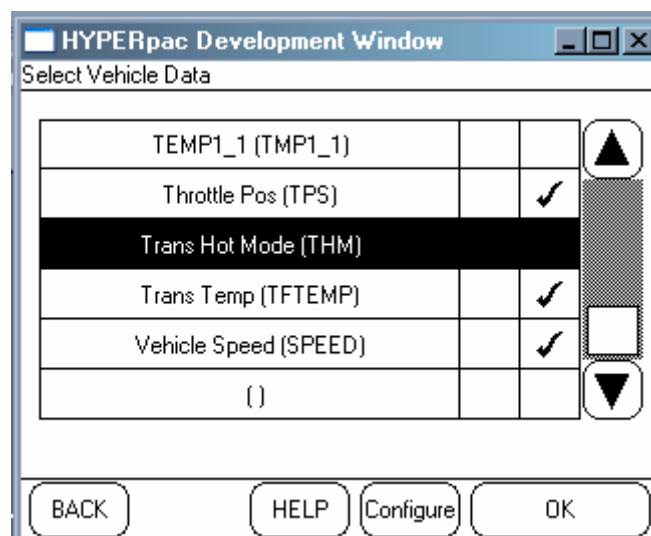 HYPERpac Development Window
Select Vehicle Data
TEMP1_1 (TMP1_1)
Throttle Pos (TPS)
Trans Hot Mode (THM)
Trans Temp (TFTEMP)
Vehicle Speed (SPEED)
()
BACK HELP Configure OK